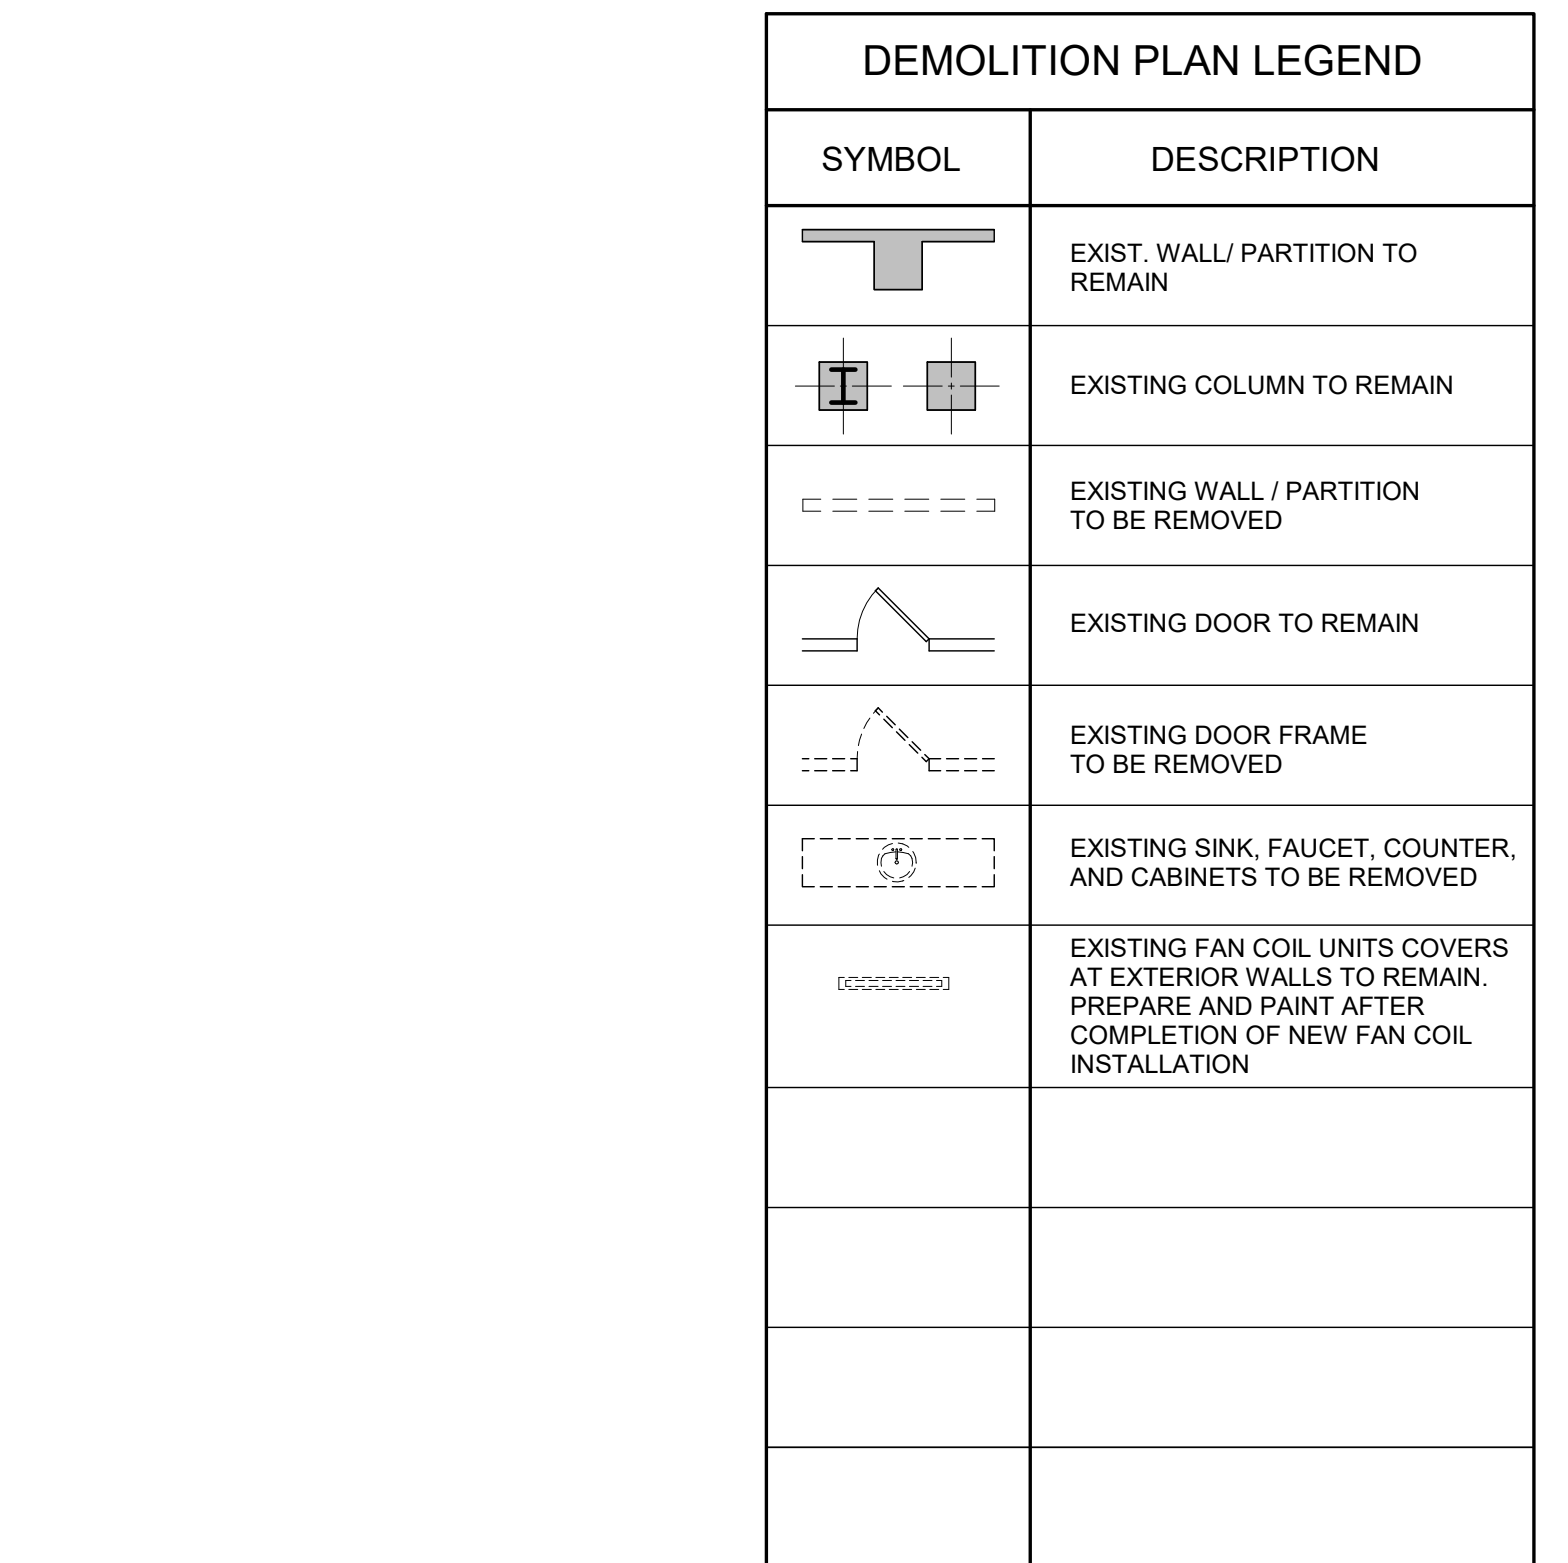 DEMOLITION PLAN LEGEND
SYMBOL
DESCRIPTION
EXIST. WALL/ PARTITION TO
REMAIN
EXISTING COLUMN TO REMAIN
EXISTING WALL / PARTITION
TO BE REMOVED
EXISTING DOOR TO REMAIN
EXISTING DOOR FRAME
TO BE REMOVED
EXISTING SINK, FAUCET, COUNTER,
AND CABINETS TO BE REMOVED
EXISTING FAN COIL UNITS COVERS
AT EXTERIOR WALLS TO REMAIN.
PREPARE AND PAINT AFTER
COMPLETION OF NEW FAN COIL
INSTALLATION